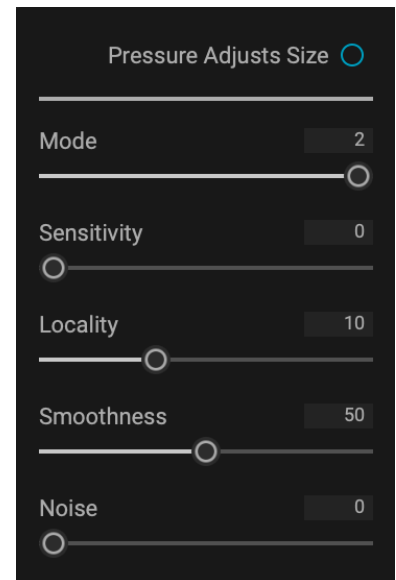 Pressure Adjusts Size
Mode 2
Sensitivity 0
Locality 10
Smoothness 50
Noise 0